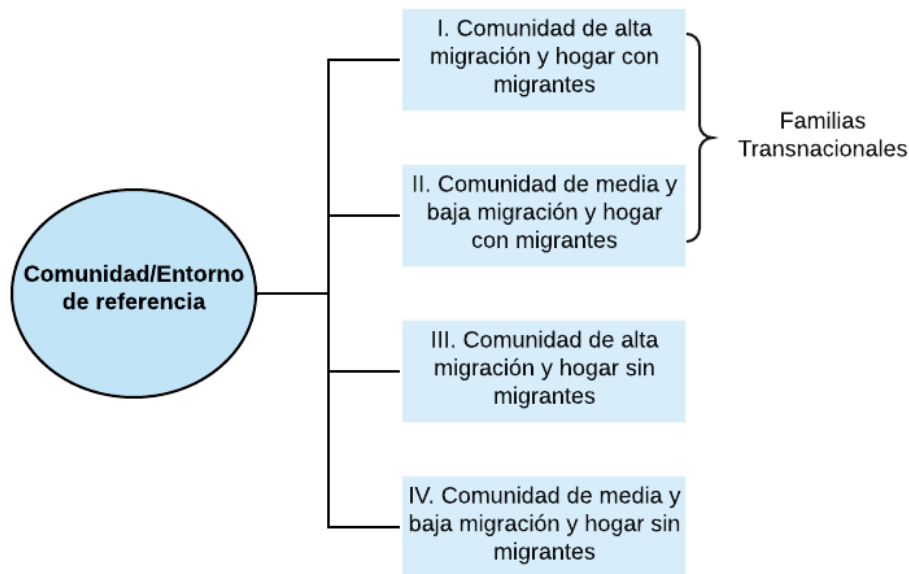 I. Comunidad de alta
migración y hogar con
migrantes
Familias
Transnacionales
II. Comunidad de media y
baja migración y hogar
con migrantes
Comunidad/Entorno
de referencia
III. Comunidad de alta
migración y hogar sin
migrantes
IV. Comunidad de media y
baja migración y hogar sin
migrantes